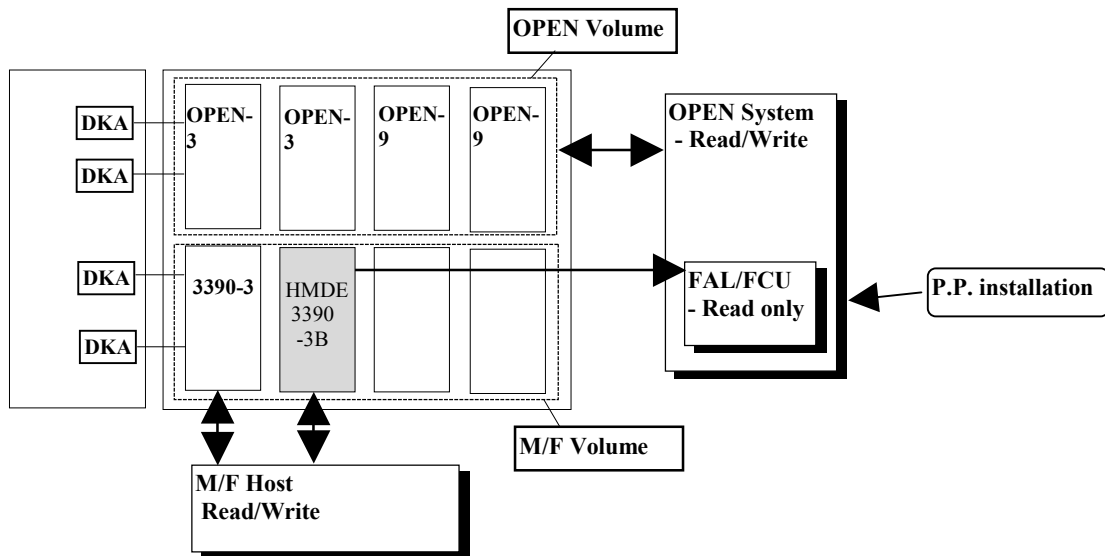 OPEN Volume
DKA
DKA
DKA
DKA
OPEN-
3
OPEN-
3
OPEN-
9
OPEN-
9
3390-3
HMDE
3390
-3B
OPEN System
- Read/Write
FAL/FCU
- Read only
P.P. installation
M/F Volume
M/F Host
Read/Write